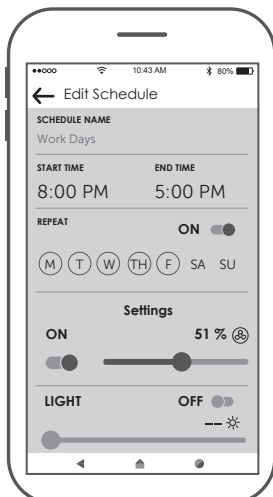 10:43 AM 80%
Edit Schedule
SCHEDULE NAME
Work Days
START TIME END TIME
8:00 PM 5:00 PM
REPEAT ON
M T W TH F SA SU
Settings
ON 51 %
LIGHT OFF
--